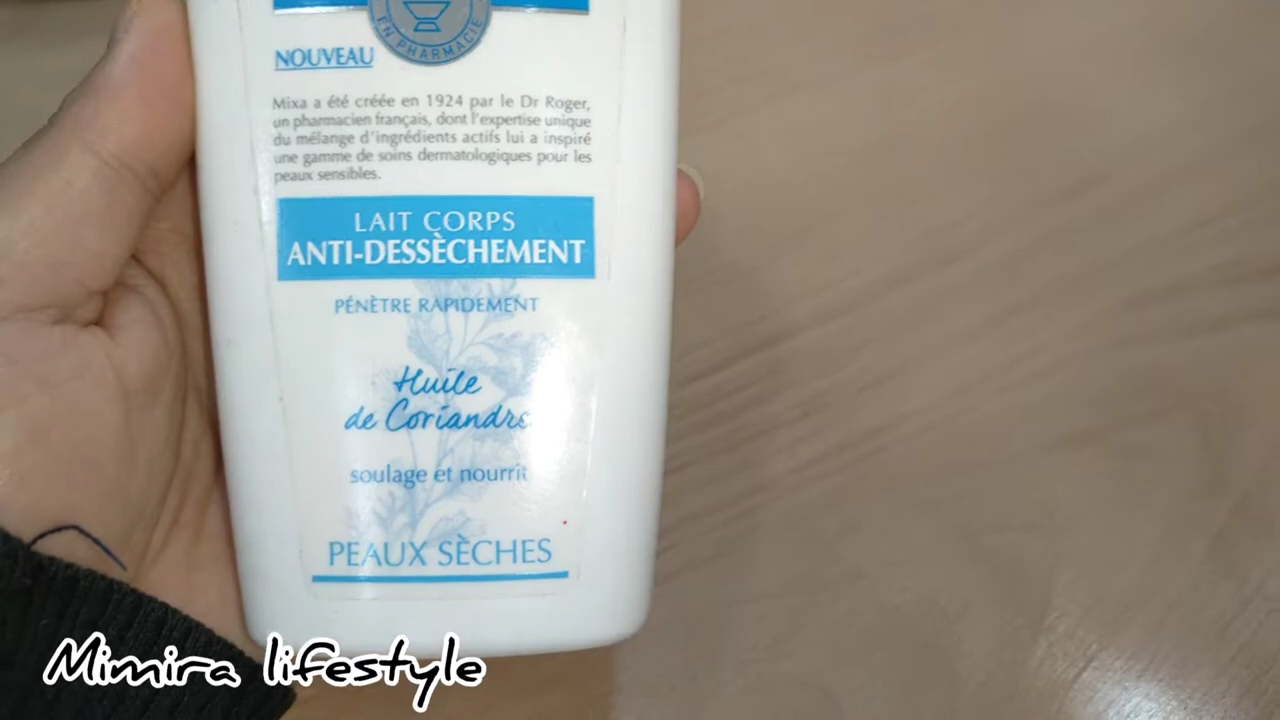 EN PHARMACIE
NOUVEAU
Mixa a été créée en 1924 par le Dr Roger,
un pharmacien français, dont l'expertise unique
du mélange d'ingrédients actifs lui a inspiré
une gamme de soins dermatologiques pour les
peaux sensibles.
LAIT CORPS
ANTI-DESSÈCHEMENT
PÉNÈTRE RAPIDEMENT
Huile
de Coriandre
soulage et nourrit
PEAUX SÈCHES
Mimira lifestyle